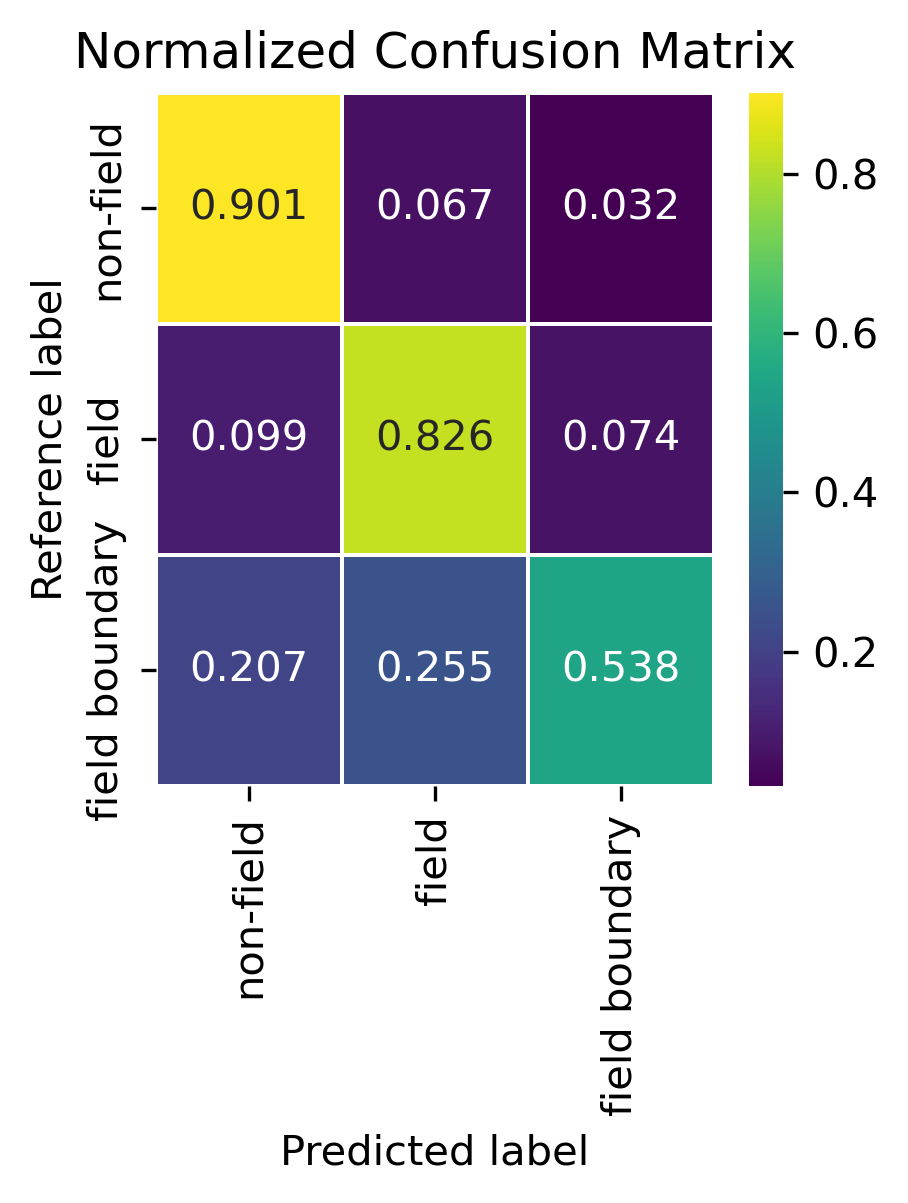 Normalized Confusion Matrix
Reference label
non-field
0.901 0.067 0.032
field
0.099 0.826 0.074
field boundary
0.207 0.255 0.538
non-field
field
field boundary
Predicted label
0.8
0.6
0.4
0.2